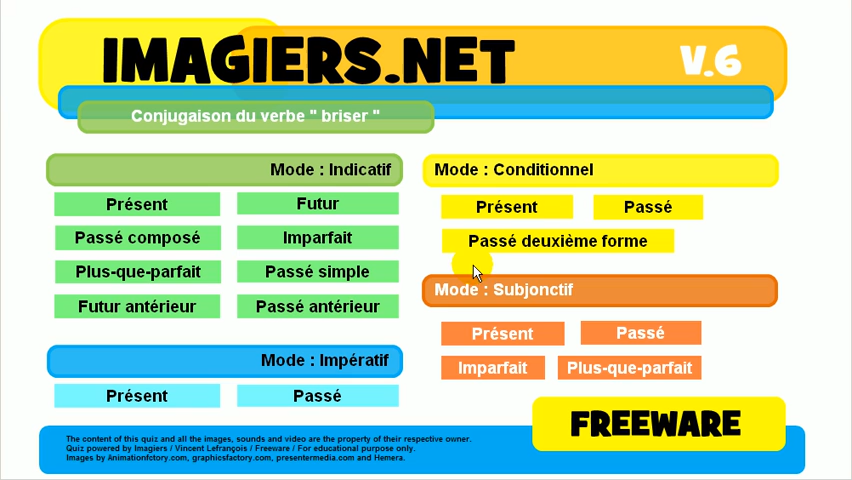 IMAGIERS.NET
V.6
Conjugaison du verbe " briser "
Mode : Indicatif
Présent
Futur
Passé composé
Imparfait
Plus-que-parfait
Passé simple
Futur antérieur
Passé antérieur
Mode : Impératif
Présent
Passé
Mode : Conditionnel
Présent
Passé
Passé deuxième forme
Mode : Subjonctif
Présent
Passé
Imparfait
Plus-que-parfait
FREEWARE
The content of this quiz and all the images, sounds and video are the property of their respective owner.
Quiz powered by Imagiers / Vincent Lefrançois / Freeware / For educational purpose only.
Images by Animationfctory.com, graphicsfactory.com, presentermedia.com and Hemera.